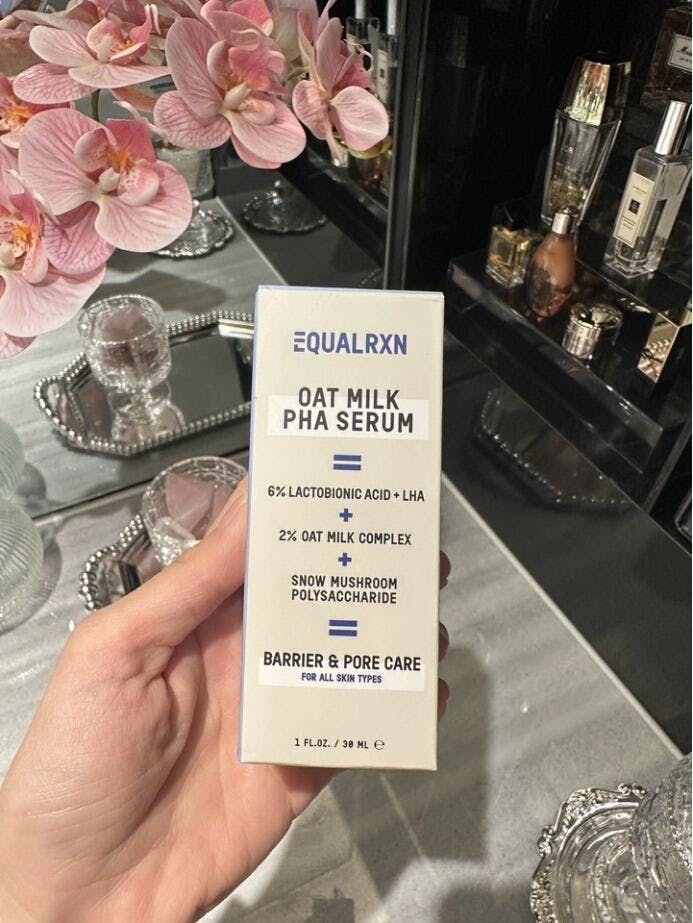 EQUALRXN
OAT MILK
PHA SERUM
=
6% LACTOBIONIC ACID + LHA
+
2% OAT MILK COMPLEX
+
SNOW MUSHROOM
POLYSACCHARIDE
=
BARRIER & PORE CARE
FOR ALL SKIN TYPES
1 FL.OZ. / 30 ML ℮